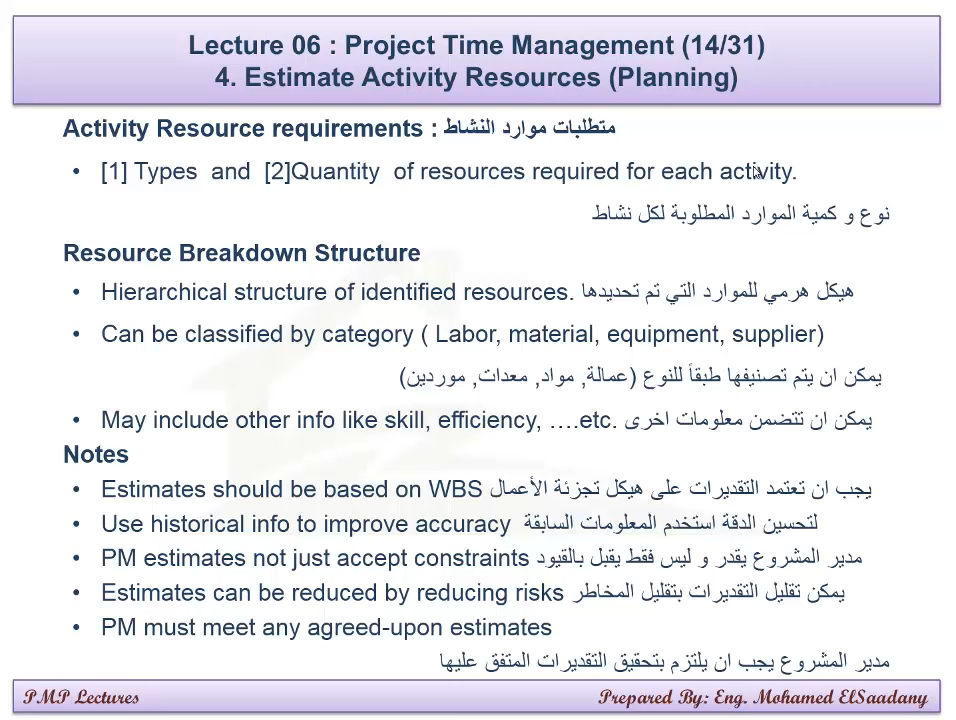 Lecture 06 : Project Time Management (14/31)
4. Estimate Activity Resources (Planning)
Activity Resource requirements : متطلبات موارد النشاط
• [1] Types and [2]Quantity of resources required for each activity.
نوع و كمية الموارد المطلوبة لكل نشاط
Resource Breakdown Structure
• Hierarchical structure of identified resources. هيكل هرمي للموارد التي تم تحديدها
• Can be classified by category ( Labor, material, equipment, supplier)
يمكن ان يتم تصنيفها طبقاً للنوع (عمالة, مواد, معدات, موردين)
• May include other info like skill, efficiency, ….etc. يمكن ان تتضمن معلومات اخرى
Notes
• Estimates should be based on WBS يجب ان تعتمد التقديرات على هيكل تجزئة الأعمال
• Use historical info to improve accuracy لتحسين الدقة استخدم المعلومات السابقة
• PM estimates not just accept constraints مدير المشروع يقدر و ليس فقط يقبل بالقيود
• Estimates can be reduced by reducing risks يمكن تقليل التقديرات بتقليل المخاطر
• PM must meet any agreed-upon estimates
مدير المشروع يجب ان يلتزم بتحقيق التقديرات المتفق عليها
PMP Lectures Prepared By: Eng. Mohamed ElSaadany